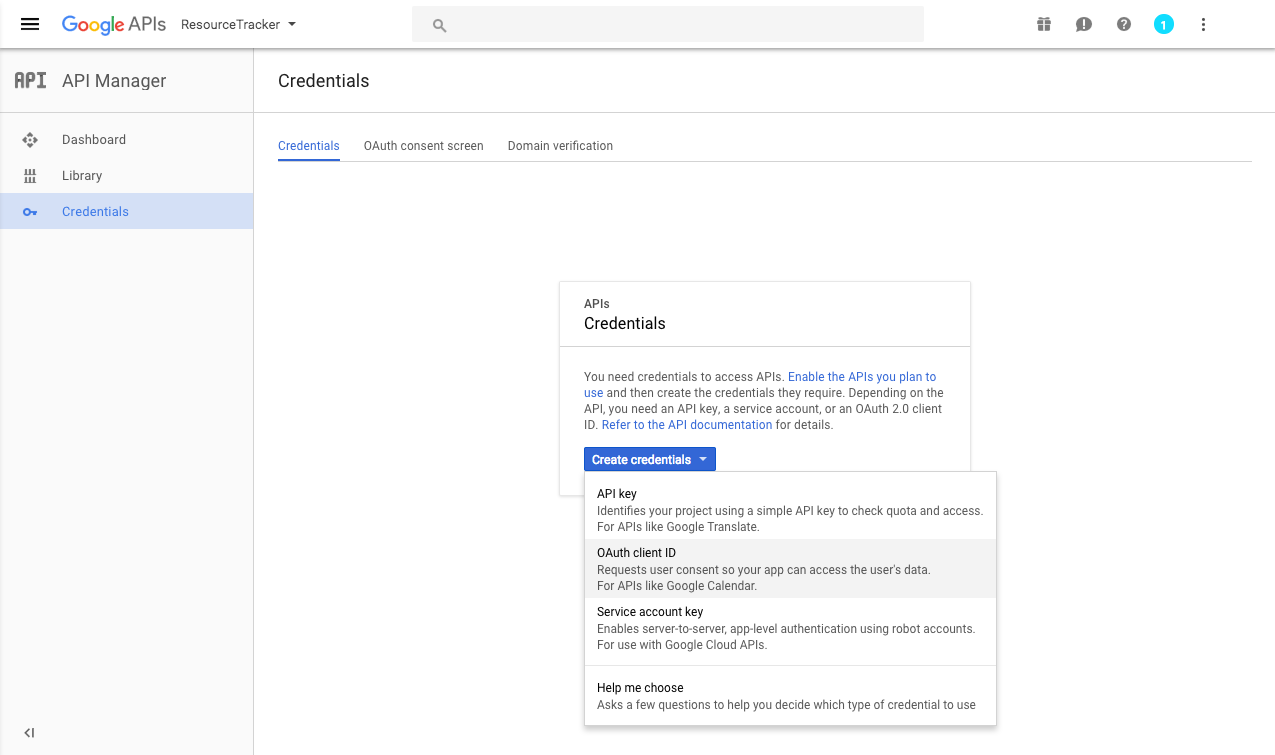 Google APIs ResourceTracker
1
API API Manager
Credentials
Dashboard
Library
Credentials
Credentials OAuth consent screen Domain verification
APIs
Credentials
You need credentials to access APIs. Enable the APIs you plan to
use and then create the credentials they require. Depending on the
API, you need an API key, a service account, or an OAuth 2.0 client
ID. Refer to the API documentation for details.
Create credentials
API key
Identifies your project using a simple API key to check quota and access.
For APIs like Google Translate.
OAuth client ID
Requests user consent so your app can access the user's data.
For APIs like Google Calendar.
Service account key
Enables server-to-server, app-level authentication using robot accounts.
For use with Google Cloud APIs.
Help me choose
Asks a few questions to help you decide which type of credential to use